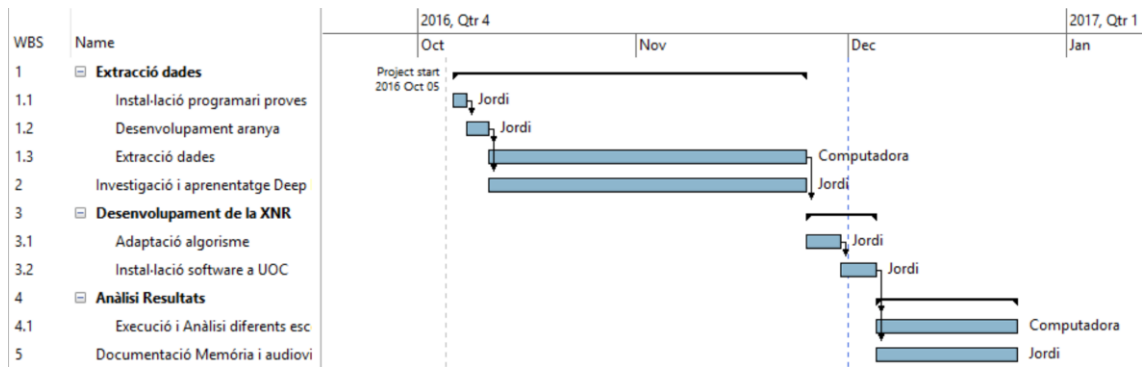 2016, Qtr 4 2017, Qtr 1
WBS Name Oct Nov Dec Jan
1 Extracció dades
Project start
2016 Oct 05
1.1 Instal·lació programari proves Jordi
1.2 Desenvolupament aranya Jordi
1.3 Extracció dades Computadora
2 Investigació i aprenentatge Deep Jordi
3 Desenvolupament de la XNR
3.1 Adaptació algorisme Jordi
3.2 Instal·lació software a UOC Jordi
4 Anàlisi Resultats
4.1 Execució i Anàlisi diferents esc Computadora
5 Documentació Memória i audiovi Jordi